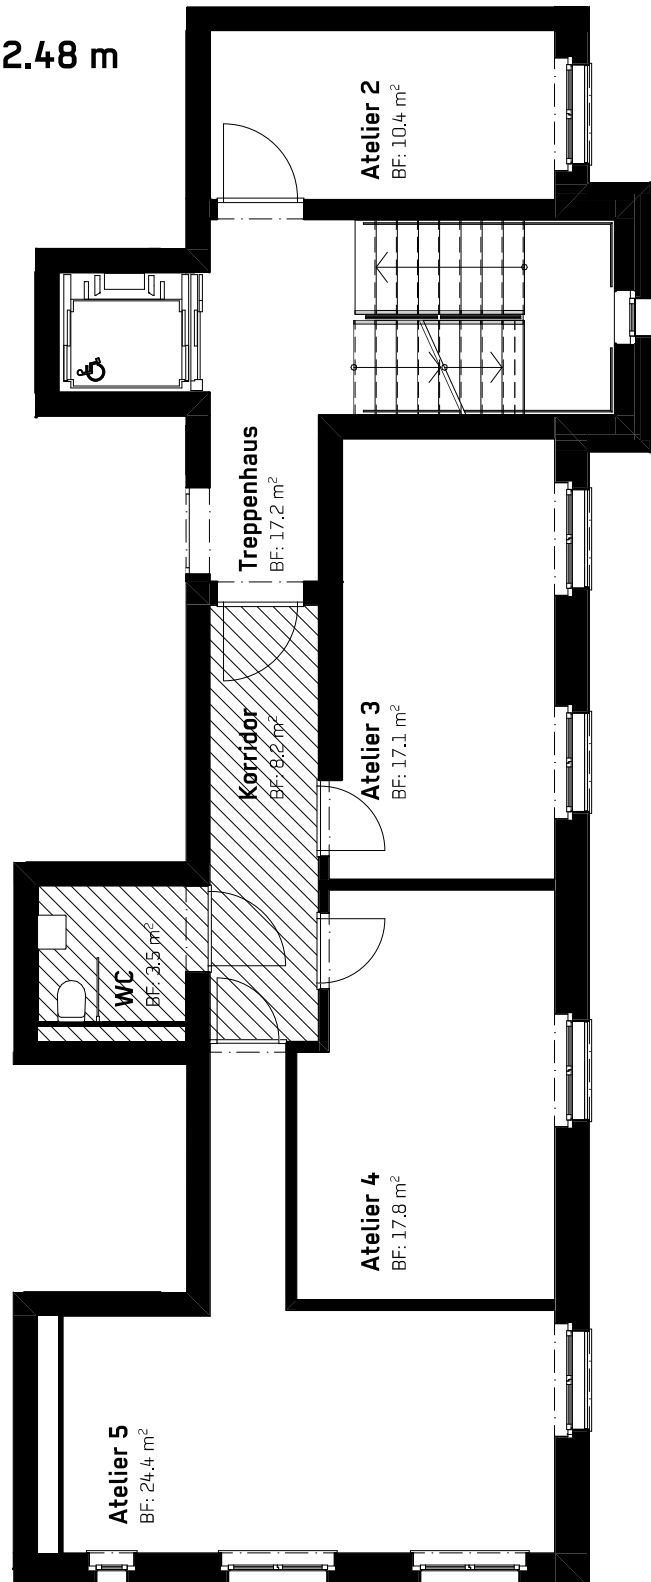 2.48 m
Atelier 2
BF: 10.4 m²
Treppenhaus
BF: 17.2 m²
Korridor
BF: 8.2 m²
Atelier 3
BF: 17.1 m²
WC
BF: 3.5 m²
Atelier 4
BF: 17.8 m²
Atelier 5
BF: 24.4 m²